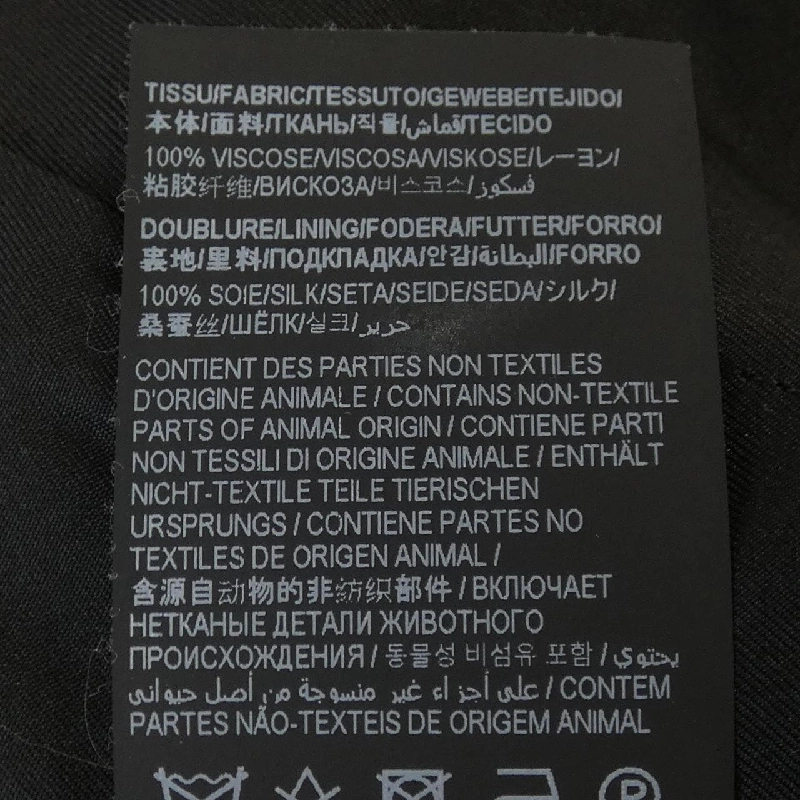 TISSU/FABRIC/TESSUTO/GEWEBE/TEJIDO/
本体/面料/ТКАНЬ/직물/قماش/TECIDO
100% VISCOSE/VISCOSA/VISKOSE/レーヨン/
粘胶纤维/ВИСКОЗА/비스코스/فسكوز
DOUBLURE/LINING/FODERA/FUTTER/FORRO/
裏地/里料/ПОДКЛАДКА/안감/البطانة/FORRO
100% SOIE/SILK/SETA/SEIDE/SEDA/シルク/
桑蚕丝/ШЁЛК/실크/حرير
CONTIENT DES PARTIES NON TEXTILES
D'ORIGINE ANIMALE / CONTAINS NON-TEXTILE
PARTS OF ANIMAL ORIGIN / CONTIENE PARTI
NON TESSILI DI ORIGINE ANIMALE / ENTHÄLT
NICHT-TEXTILE TEILE TIERISCHEN
URSPRUNGS / CONTIENE PARTES NO
TEXTILES DE ORIGEN ANIMAL /
含源自动物的非纺织部件 / ВКЛЮЧАЕТ
НЕТКАНЫЕ ДЕТАЛИ ЖИВОТНОГО
ПРОИСХОЖДЕНИЯ / 동물성 비섬유 포함 / يحتوي
على أجزاء غير منسوجة من أصل حيواني / CONTEM
PARTES NÃO-TEXTEIS DE ORIGEM ANIMAL
P